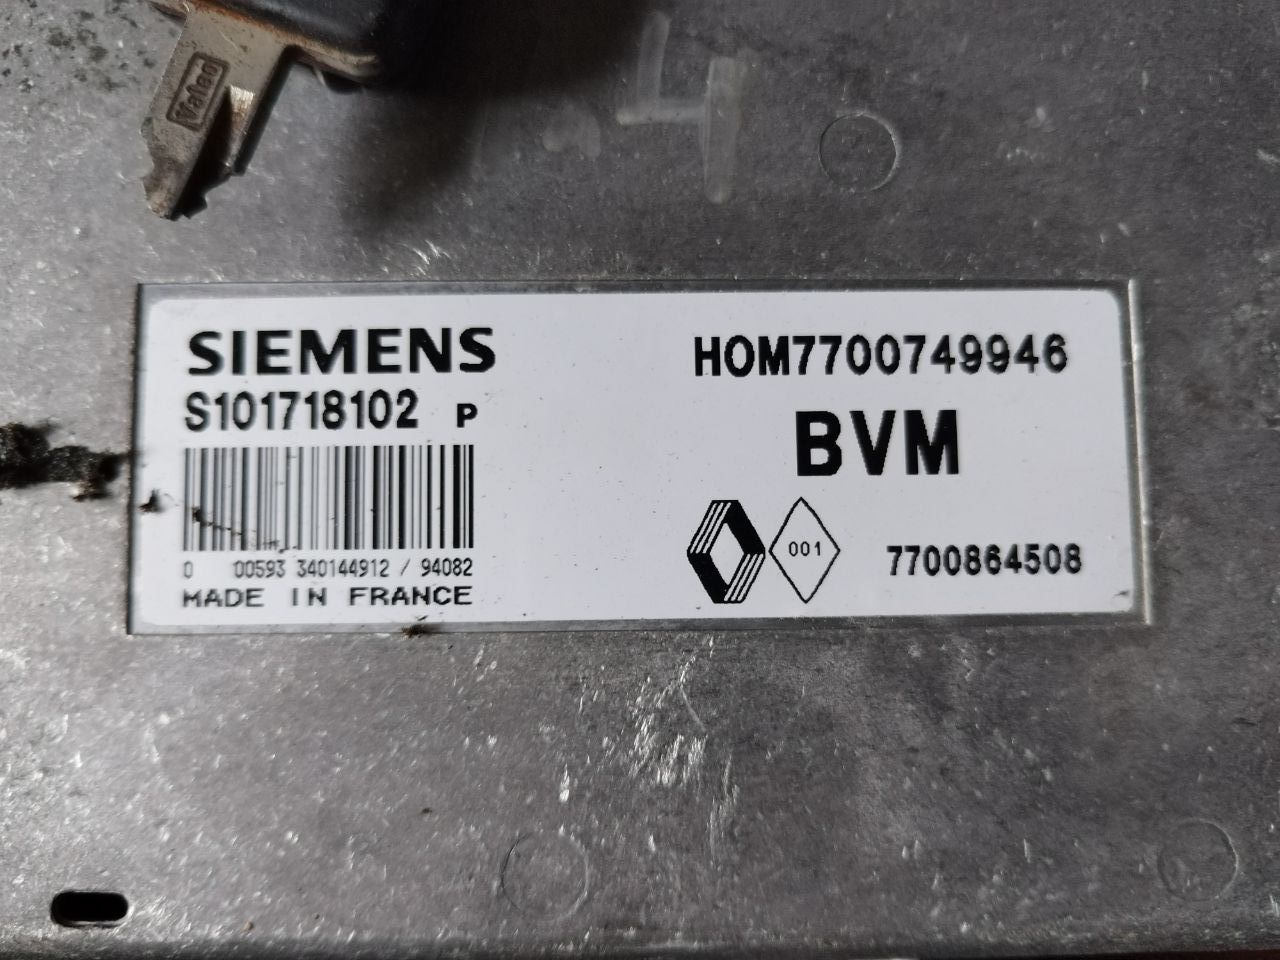 Valeo
SIEMENS
S101718102 P
0 00593 340144912 / 94082
MADE IN FRANCE
HOM7700749946
BVM
001
7700864508